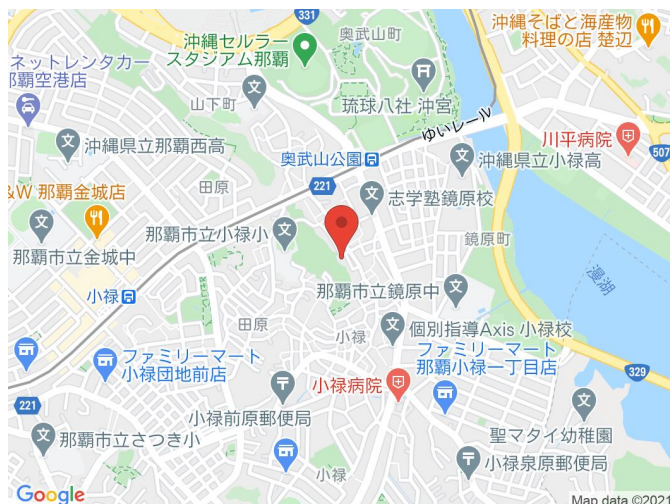 331
奥武山町
沖縄セルラー
スタジアム那覇
沖縄そばと海産物
料理の店 楚辺
ネットレンタカー
那覇空港店
山下町
琉球八社 沖宮
ゆいレール
川平病院
沖縄県立那覇西高
奥武山公園
沖縄県立小禄高
507
田原
221
志学塾鏡原校
&W 那覇金城店
那覇市立小禄小
鏡原町
那覇市立金城中
漫湖
小禄
那覇市立鏡原中
田原
小禄
個別指導Axis 小禄校
ファミリーマート
小禄団地前店
ファミリーマート
那覇小禄一丁目店
329
小禄病院
221
小禄前原郵便局
那覇市立さつき小
聖マタイ幼稚園
小禄
小禄泉原郵便局
Google
Map data ©2021